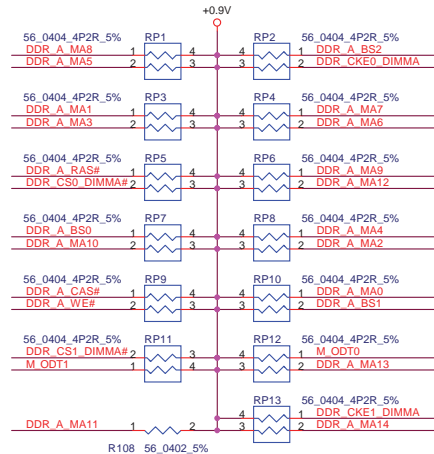 +0.9V
56_0404_4P2R_5% RP1 RP2 56_0404_4P2R_5%
DDR_A_MA8 1 4 4 1 DDR_A_BS2
DDR_A_MA5 2 3 3 2 DDR_CKE0_DIMMA
56_0404_4P2R_5% RP3 RP4 56_0404_4P2R_5%
DDR_A_MA1 1 4 4 1 DDR_A_MA7
DDR_A_MA3 2 3 3 2 DDR_A_MA6
56_0404_4P2R_5% RP5 RP6 56_0404_4P2R_5%
DDR_A_RAS# 1 4 4 1 DDR_A_MA9
DDR_CS0_DIMMA# 2 3 3 2 DDR_A_MA12
56_0404_4P2R_5% RP7 RP8 56_0404_4P2R_5%
DDR_A_BS0 1 4 4 1 DDR_A_MA4
DDR_A_MA10 2 3 3 2 DDR_A_MA2
56_0404_4P2R_5% RP9 RP10 56_0404_4P2R_5%
DDR_A_CAS# 1 4 4 1 DDR_A_MA0
DDR_A_WE# 2 3 3 2 DDR_A_BS1
56_0404_4P2R_5% RP11 RP12 56_0404_4P2R_5%
DDR_CS1_DIMMA# 2 3 4 1 M_ODT0
M_ODT1 1 4 3 2 DDR_A_MA13
RP13 56_0404_4P2R_5%
4 1 DDR_CKE1_DIMMA
DDR_A_MA11 1 2 3 2 DDR_A_MA14
R108 56_0402_5%